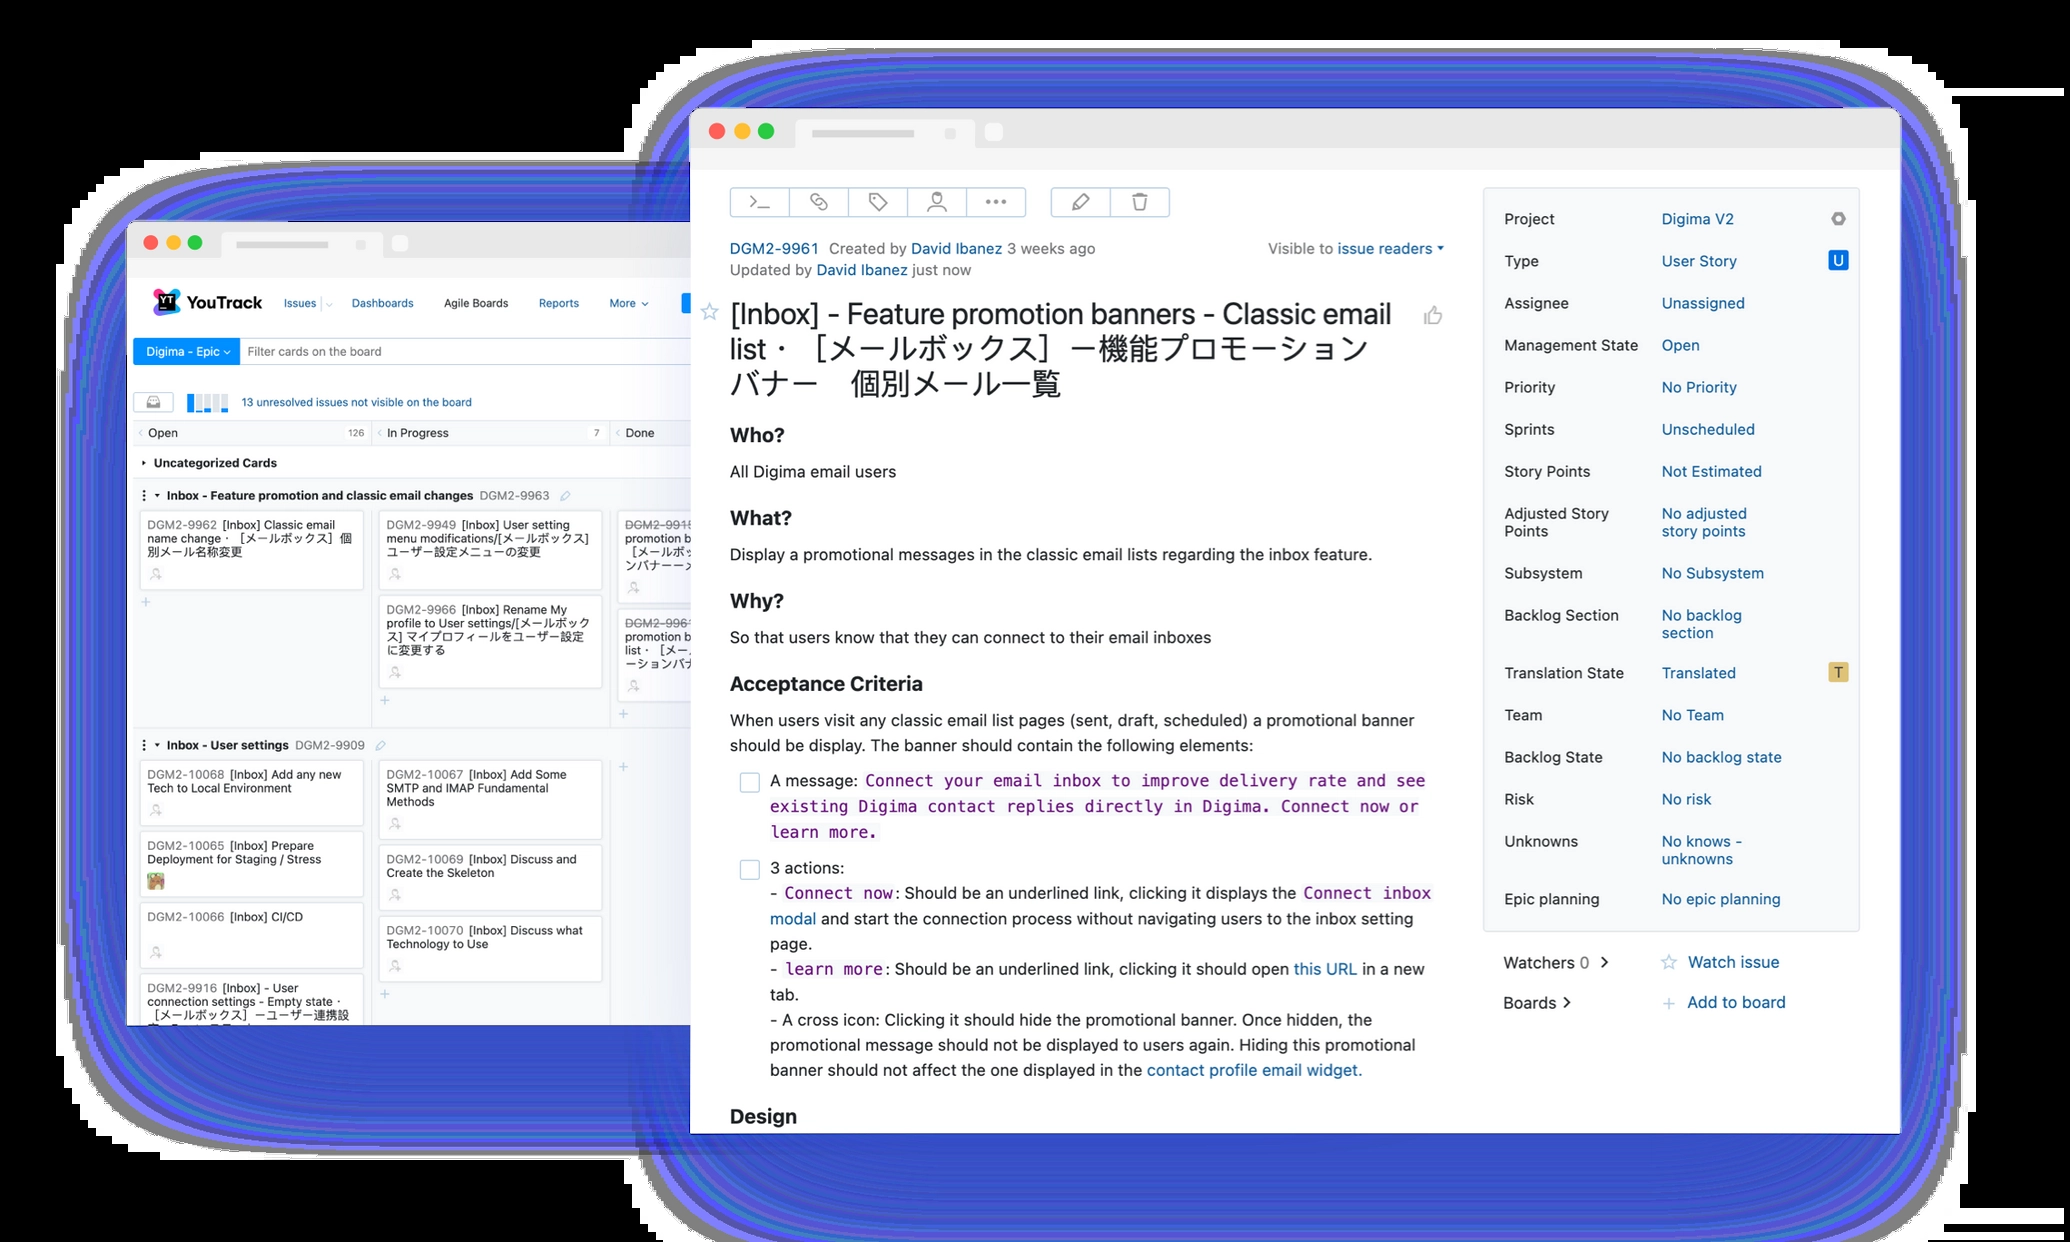 YouTrack
Issues
Dashboards
Agile Boards
Reports
More
Digima - Epic
Filter cards on the board
13 unresolved issues not visible on the board
Open
126
In Progress
7
Done
Uncategorized Cards
Inbox - Feature promotion and classic email changes DGM2-9963
DGM2-9962 [Inbox] Classic email
name change・［メールボックス］個
別メール名称変更
DGM2-9949 [Inbox] User setting
menu modifications/[メールボックス]
ユーザー設定メニューの変更
DGM2-9966 [Inbox] Rename My
profile to User settings/[メールボック
ス] マイプロフィールをユーザー設定
に変更する
DGM2-991
promotion b
［メールボッ
ンバナー－メ
DGM2-996
promotion b
list・［メー
ーションバナ
Inbox - User settings DGM2-9909
DGM2-10068 [Inbox] Add any new
Tech to Local Environment
DGM2-10065 [Inbox] Prepare
Deployment for Staging / Stress
DGM2-10066 [Inbox] CI/CD
DGM2-9916 [Inbox] - User
connection settings - Empty state・
［メールボックス］－ユーザー連携設
DGM2-10067 [Inbox] Add Some
SMTP and IMAP Fundamental
Methods
DGM2-10069 [Inbox] Discuss and
Create the Skeleton
DGM2-10070 [Inbox] Discuss what
Technology to Use
DGM2-9961 Created by David Ibanez 3 weeks ago
Visible to issue readers
Updated by David Ibanez just now
[Inbox] - Feature promotion banners - Classic email
list・［メールボックス］－機能プロモーション
バナー　個別メール一覧
Who?
All Digima email users
What?
Display a promotional messages in the classic email lists regarding the inbox feature.
Why?
So that users know that they can connect to their email inboxes
Acceptance Criteria
When users visit any classic email list pages (sent, draft, scheduled) a promotional banner
should be display. The banner should contain the following elements:
A message: Connect your email inbox to improve delivery rate and see
existing Digima contact replies directly in Digima. Connect now or
learn more.
3 actions:
- Connect now: Should be an underlined link, clicking it displays the Connect inbox
modal and start the connection process without navigating users to the inbox setting
page.
- learn more: Should be an underlined link, clicking it should open this URL in a new
tab.
- A cross icon: Clicking it should hide the promotional banner. Once hidden, the
promotional message should not be displayed to users again. Hiding this promotional
banner should not affect the one displayed in the contact profile email widget.
Design
Project Digima V2
Type User Story U
Assignee Unassigned
Management State Open
Priority No Priority
Sprints Unscheduled
Story Points Not Estimated
Adjusted Story No adjusted
Points story points
Subsystem No Subsystem
Backlog Section No backlog
section
Translation State Translated T
Team No Team
Backlog State No backlog state
Risk No risk
Unknowns No knows -
unknowns
Epic planning No epic planning
Watchers 0
Watch issue
Boards
Add to board